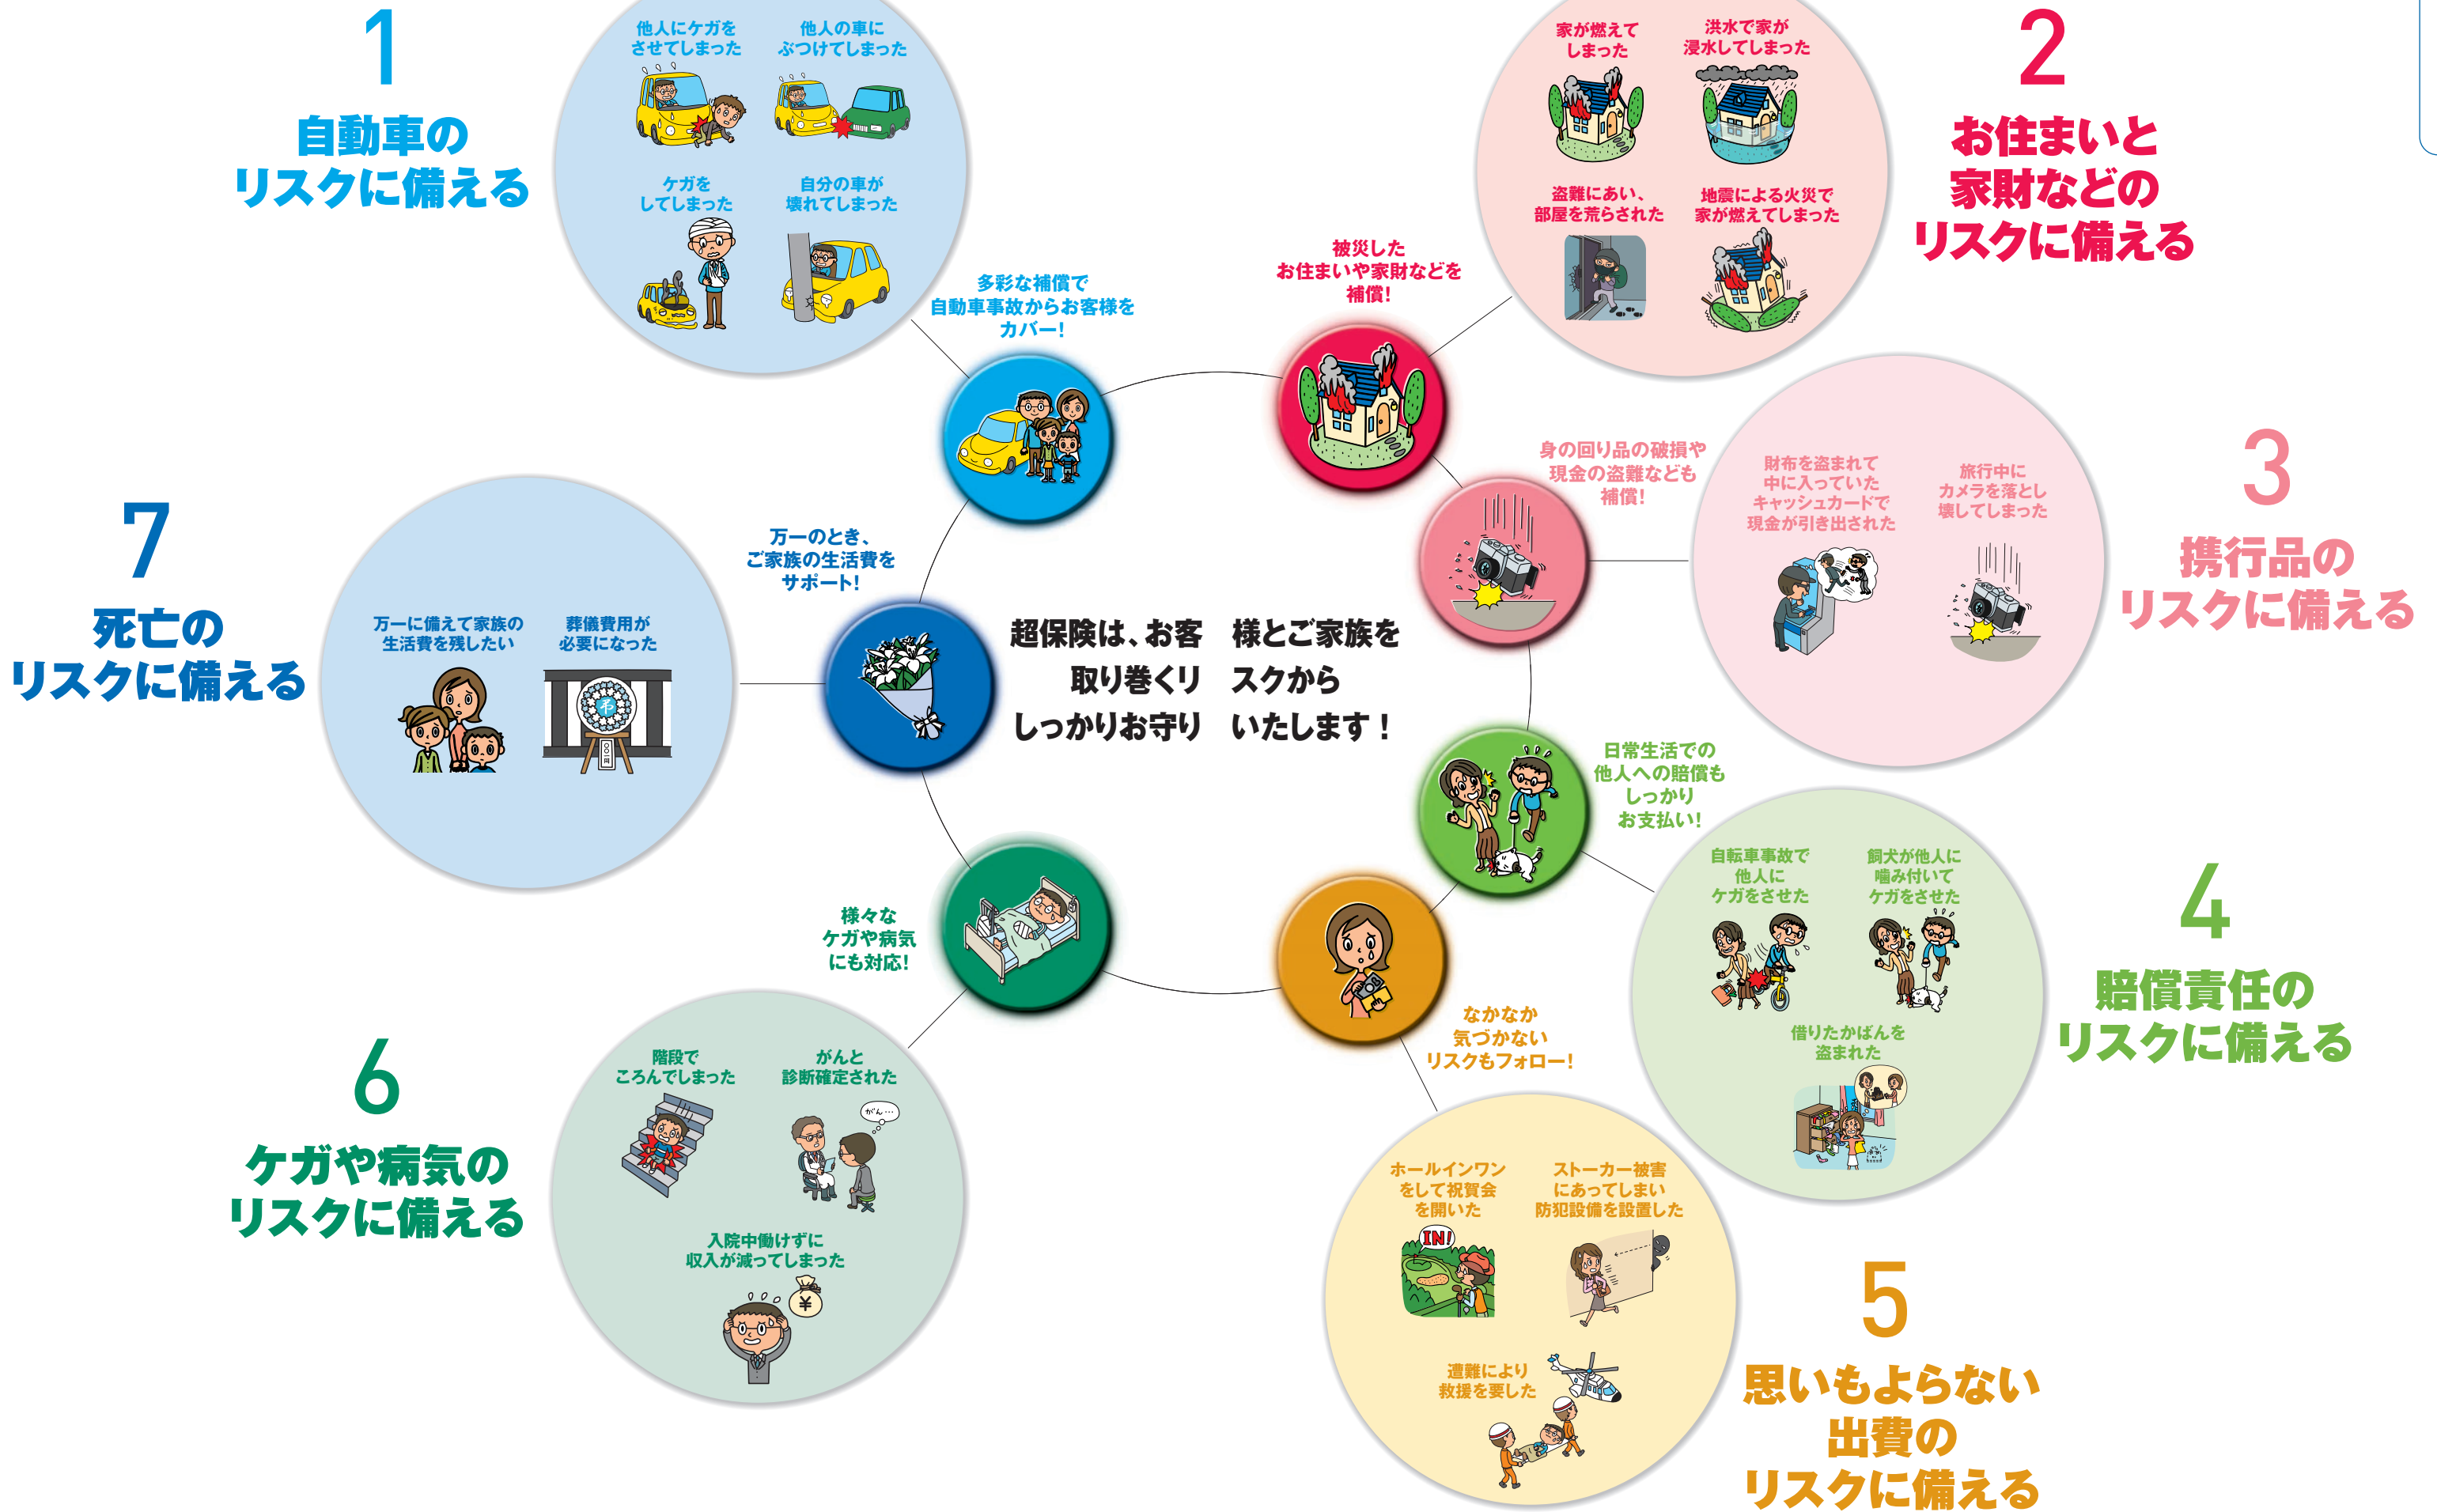 1
自動車の
リスクに備える
他人にケガを
させてしまった
他人の車に
ぶつけてしまった
ケガを
してしまった
自分の車が
壊れてしまった
多彩な補償で
自動車事故からお客様を
カバー!
2
お住まいと
家財などの
リスクに備える
家が燃えて
しまった
洪水で家が
浸水してしまった
盗難にあい、
部屋を荒らされた
地震による火災で
家が燃えてしまった
被災した
お住まいや家財などを
補償!
3
携行品の
リスクに備える
身の回り品の破損や
現金の盗難なども
補償!
財布を盗まれて
中に入っていた
キャッシュカードで
現金が引き出された
旅行中に
カメラを落とし
壊してしまった
超保険は、お客 様とご家族を
取り巻くリ スクから
しっかりお守り いたします!
4
賠償責任の
リスクに備える
日常生活での
他人への賠償も
しっかり
お支払い!
自転車事故で
他人に
ケガをさせた
飼犬が他人に
噛み付いて
ケガをさせた
借りたかばんを
盗まれた
5
思いもよらない
出費の
リスクに備える
なかなか
気づかない
リスクもフォロー!
ホールインワン
をして祝賀会
を開いた
IN!
ストーカー被害
にあってしまい
防犯設備を設置した
遭難により
救援を要した
6
ケガや病気の
リスクに備える
様々な
ケガや病気
にも対応!
階段で
ころんでしまった
がんと
診断確定された
がん…
入院中働けずに
収入が減ってしまった
¥
7
死亡の
リスクに備える
万一のとき、
ご家族の生活費を
サポート!
万一に備えて家族の
生活費を残したい
葬儀費用が
必要になった
弔